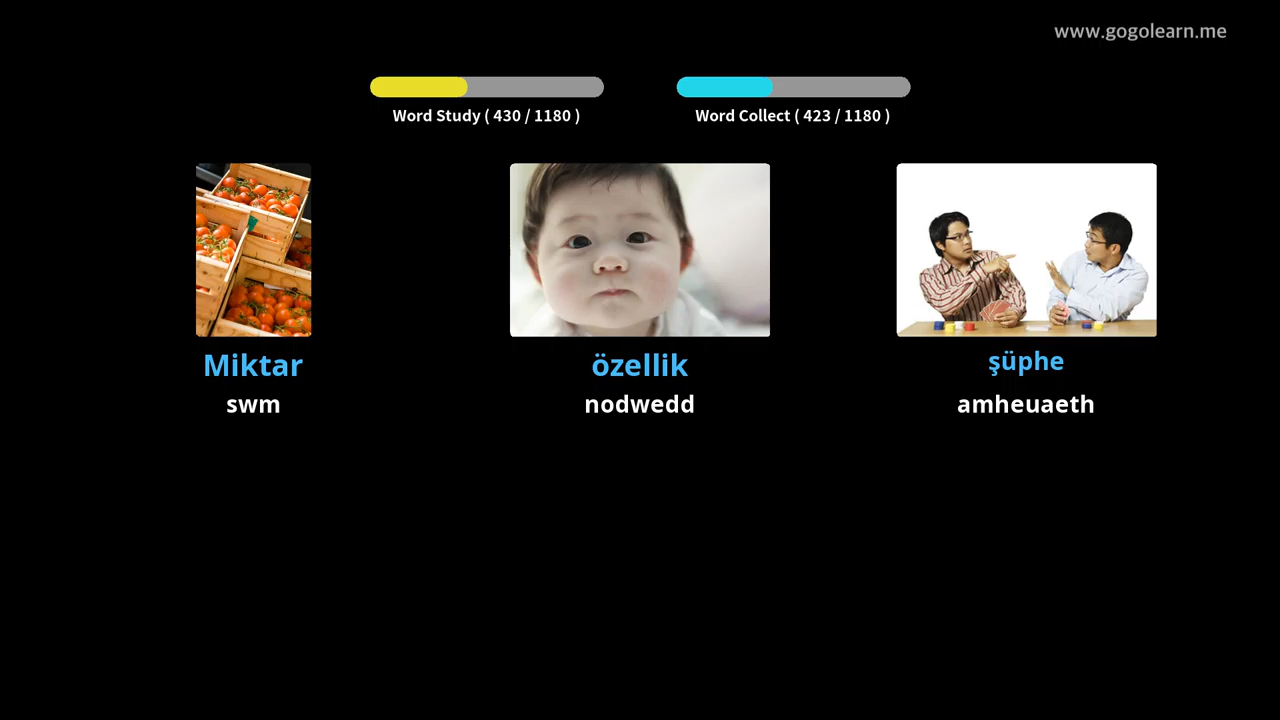 www.gogolearn.me
Word Study ( 430 / 1180 )
Word Collect ( 423 / 1180 )
Miktar
özellik
şüphe
swm
nodwedd
amheuaeth